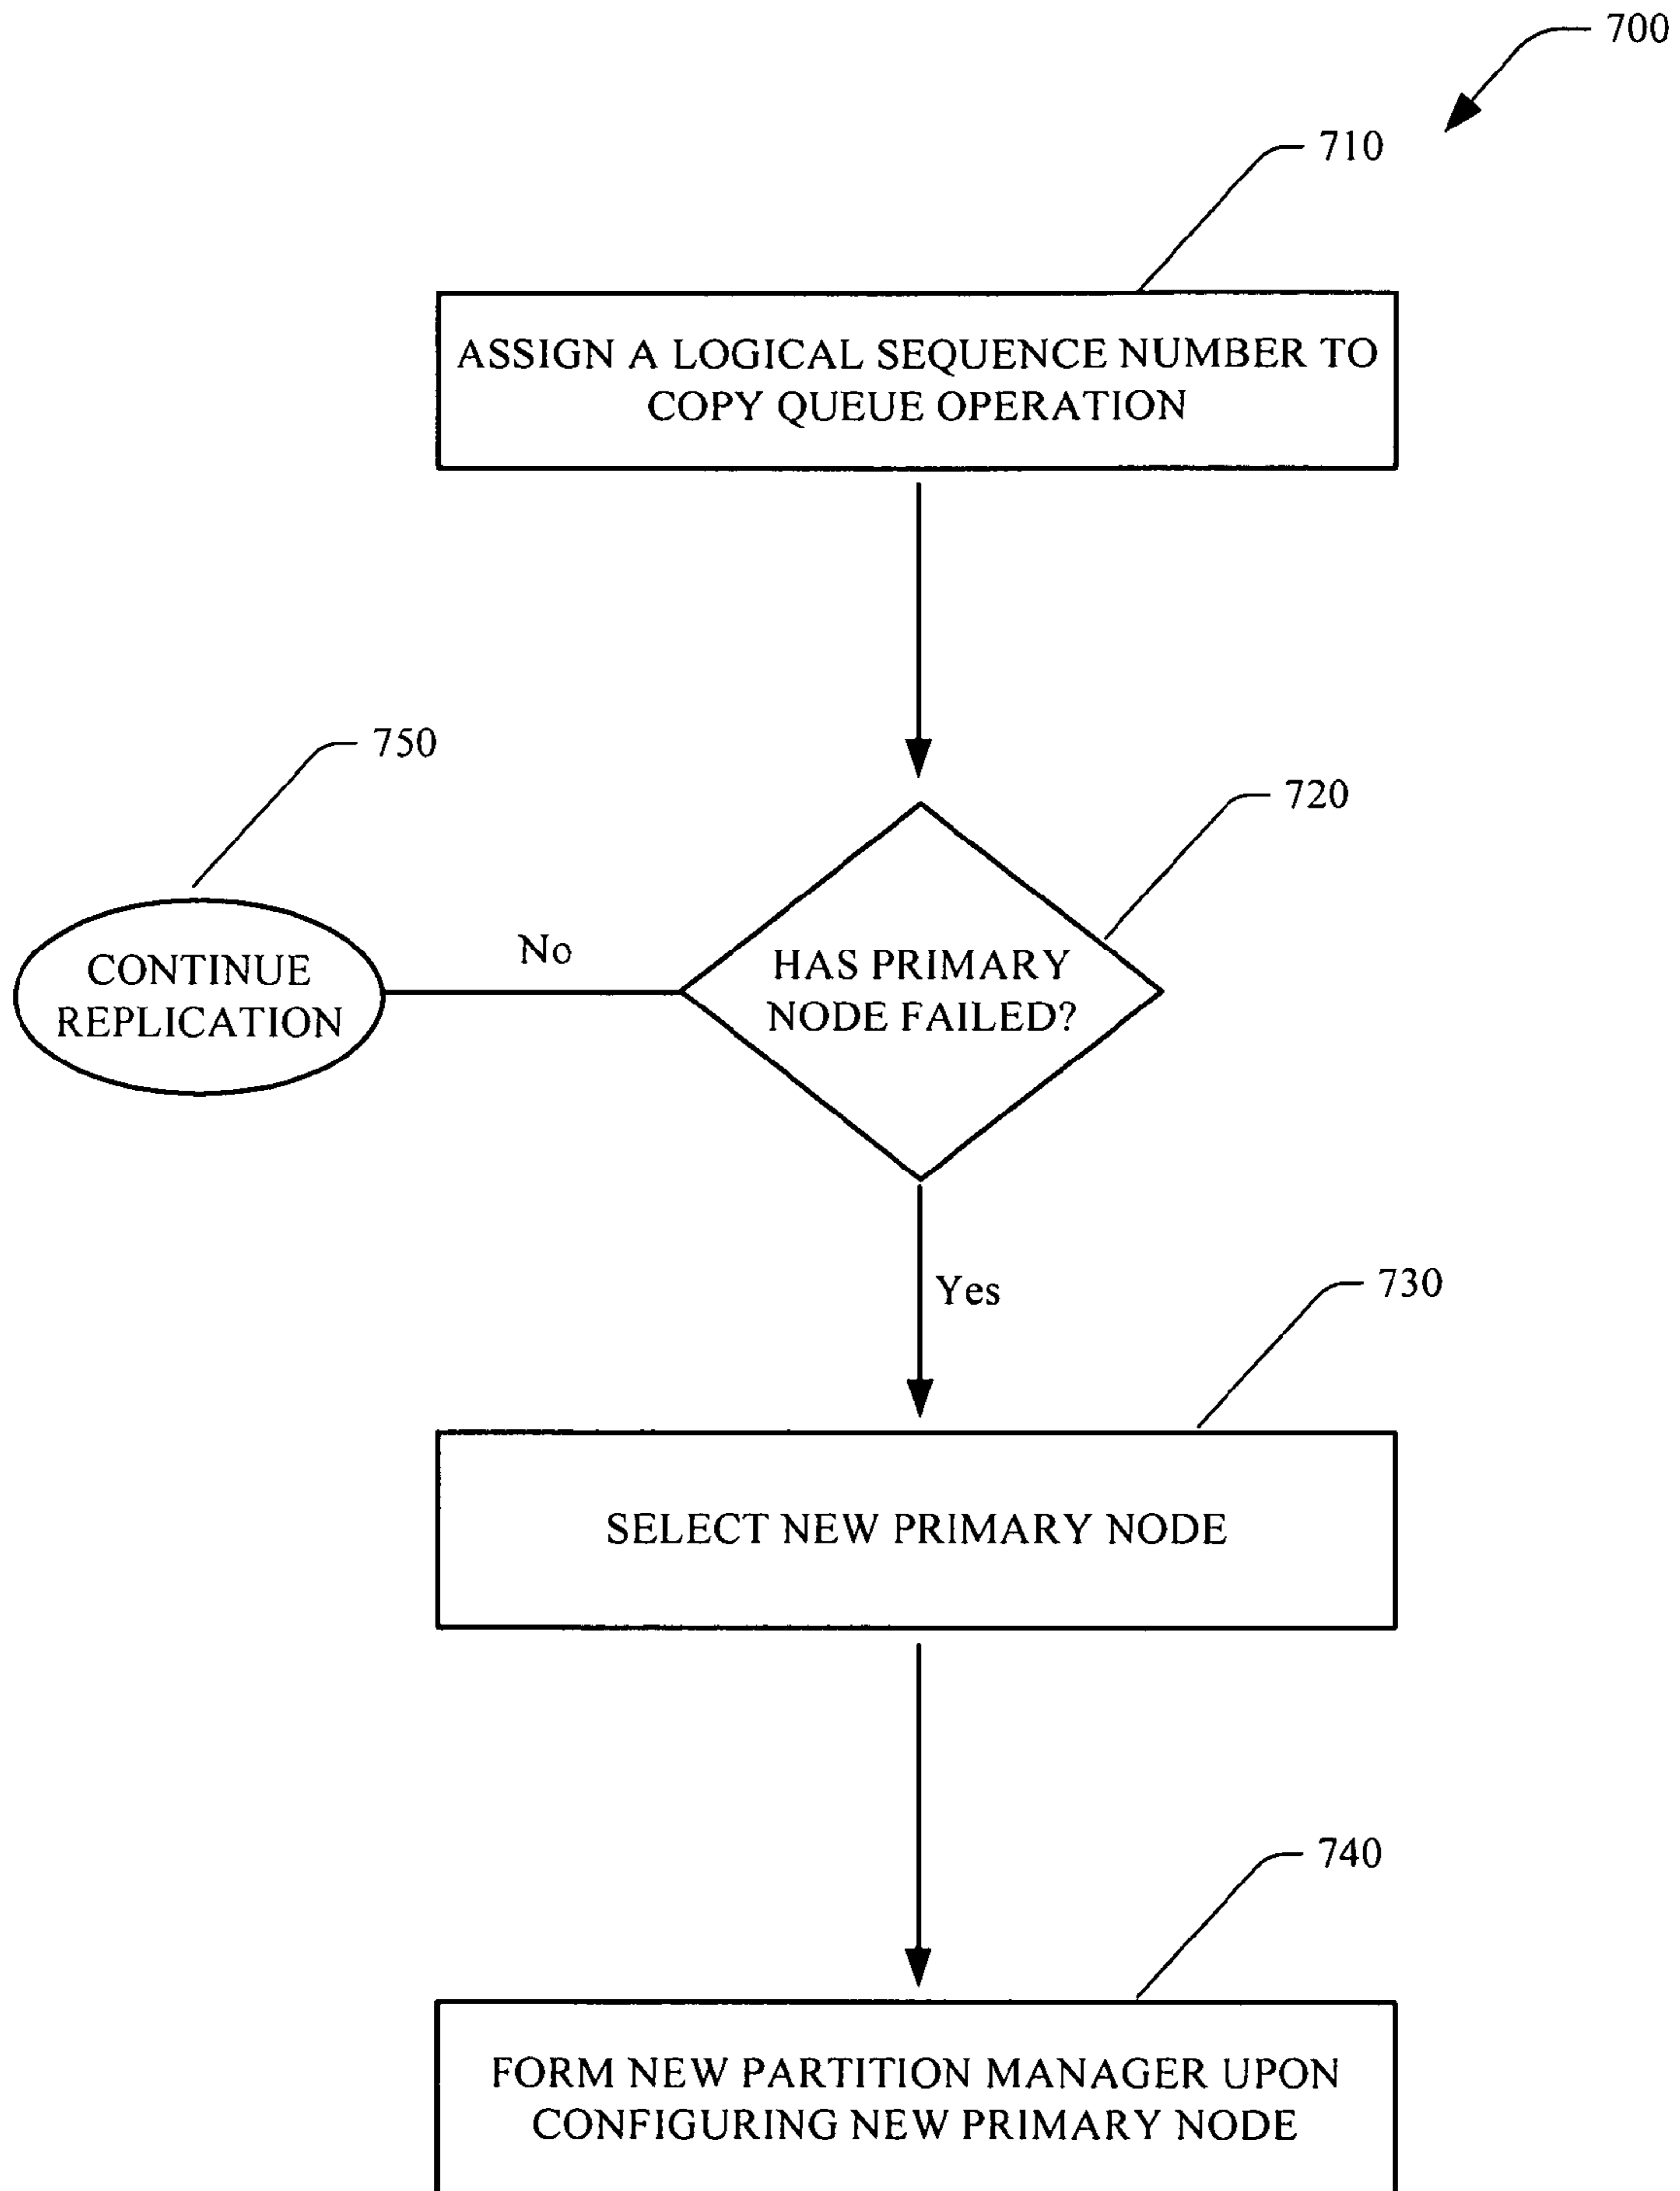 700
710
ASSIGN A LOGICAL SEQUENCE NUMBER TO
COPY QUEUE OPERATION
750
720
No
CONTINUE
REPLICATION
HAS PRIMARY
NODE FAILED?
Yes
730
SELECT NEW PRIMARY NODE
740
FORM NEW PARTITION MANAGER UPON
CONFIGURING NEW PRIMARY NODE